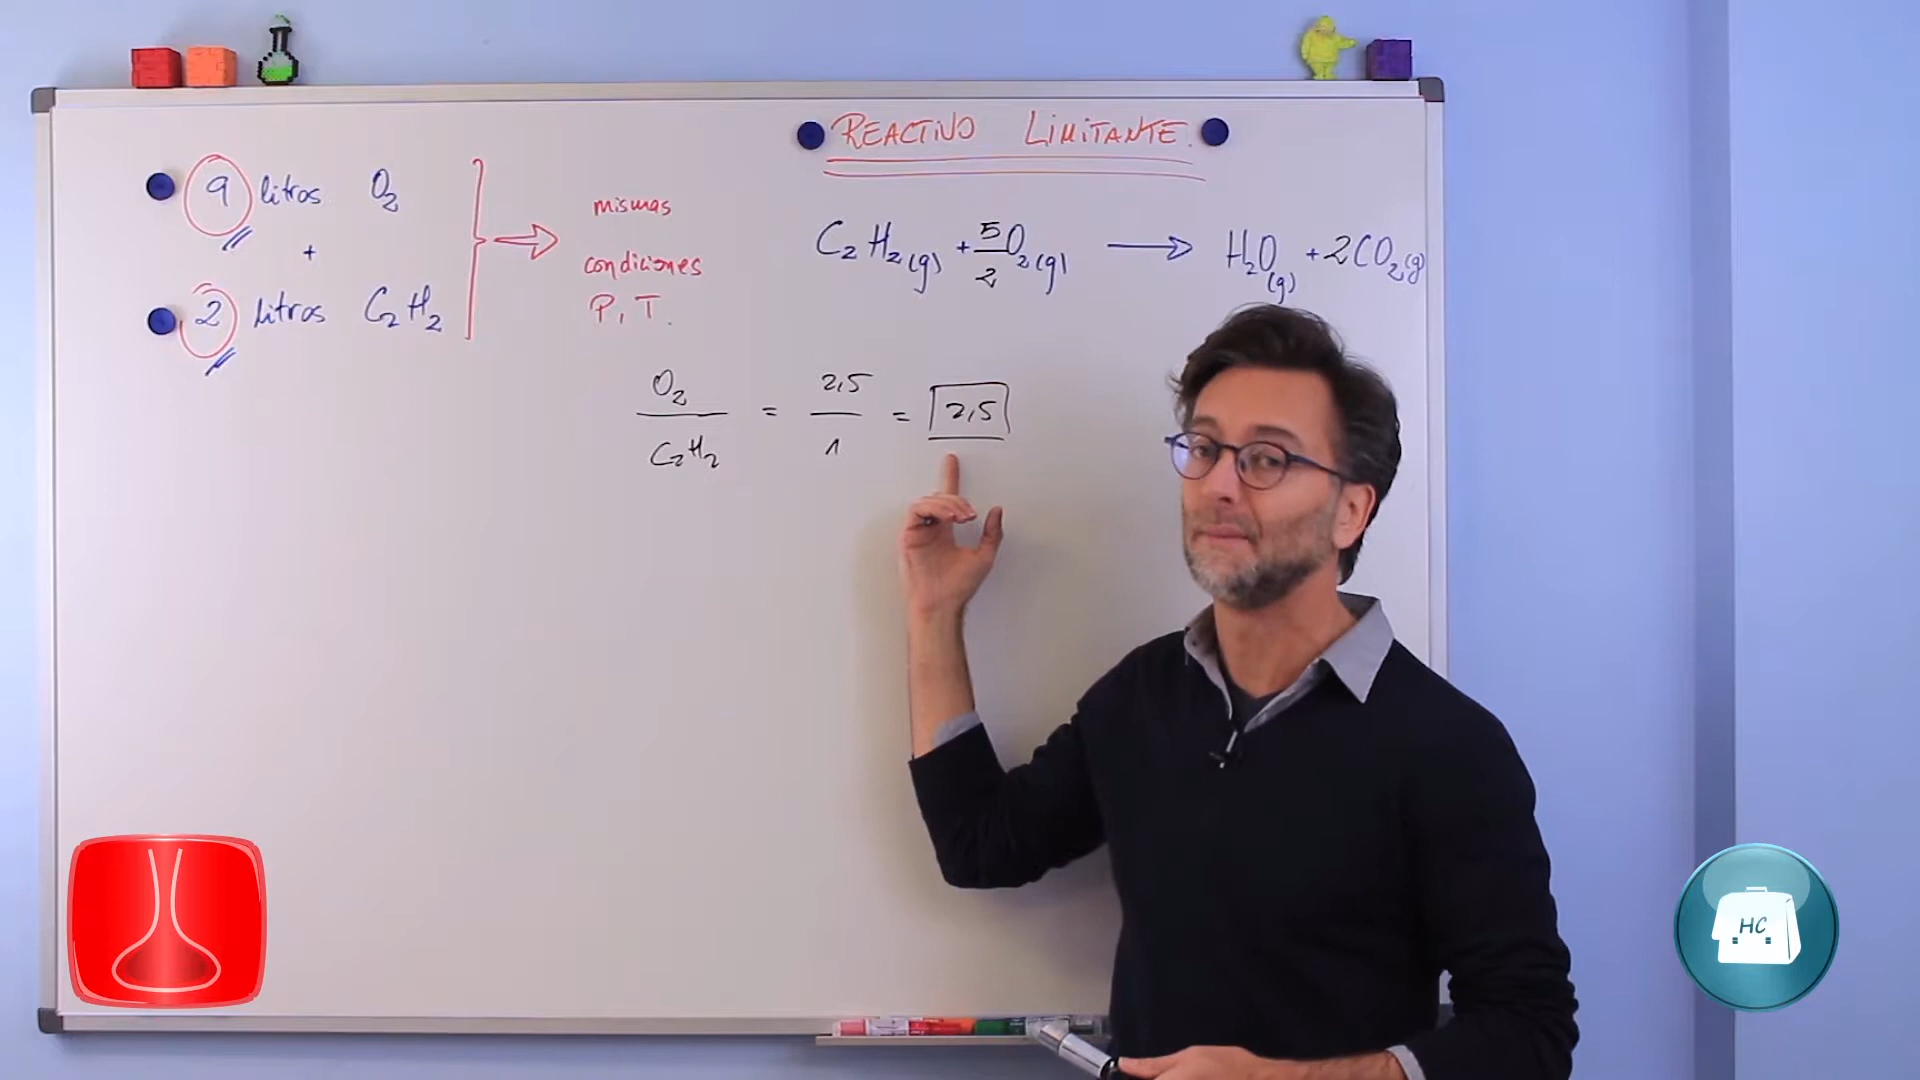 REACTIVO LIMITANTE.
9 litros O₂
+
2 litros C₂H₂
mismas
condiciones
P, T.
C₂H₂(g) + 5/2 O₂(g) → H₂O(g) + 2CO₂(g)
O₂/C₂H₂ = 2,5/1 = 2,5
HC